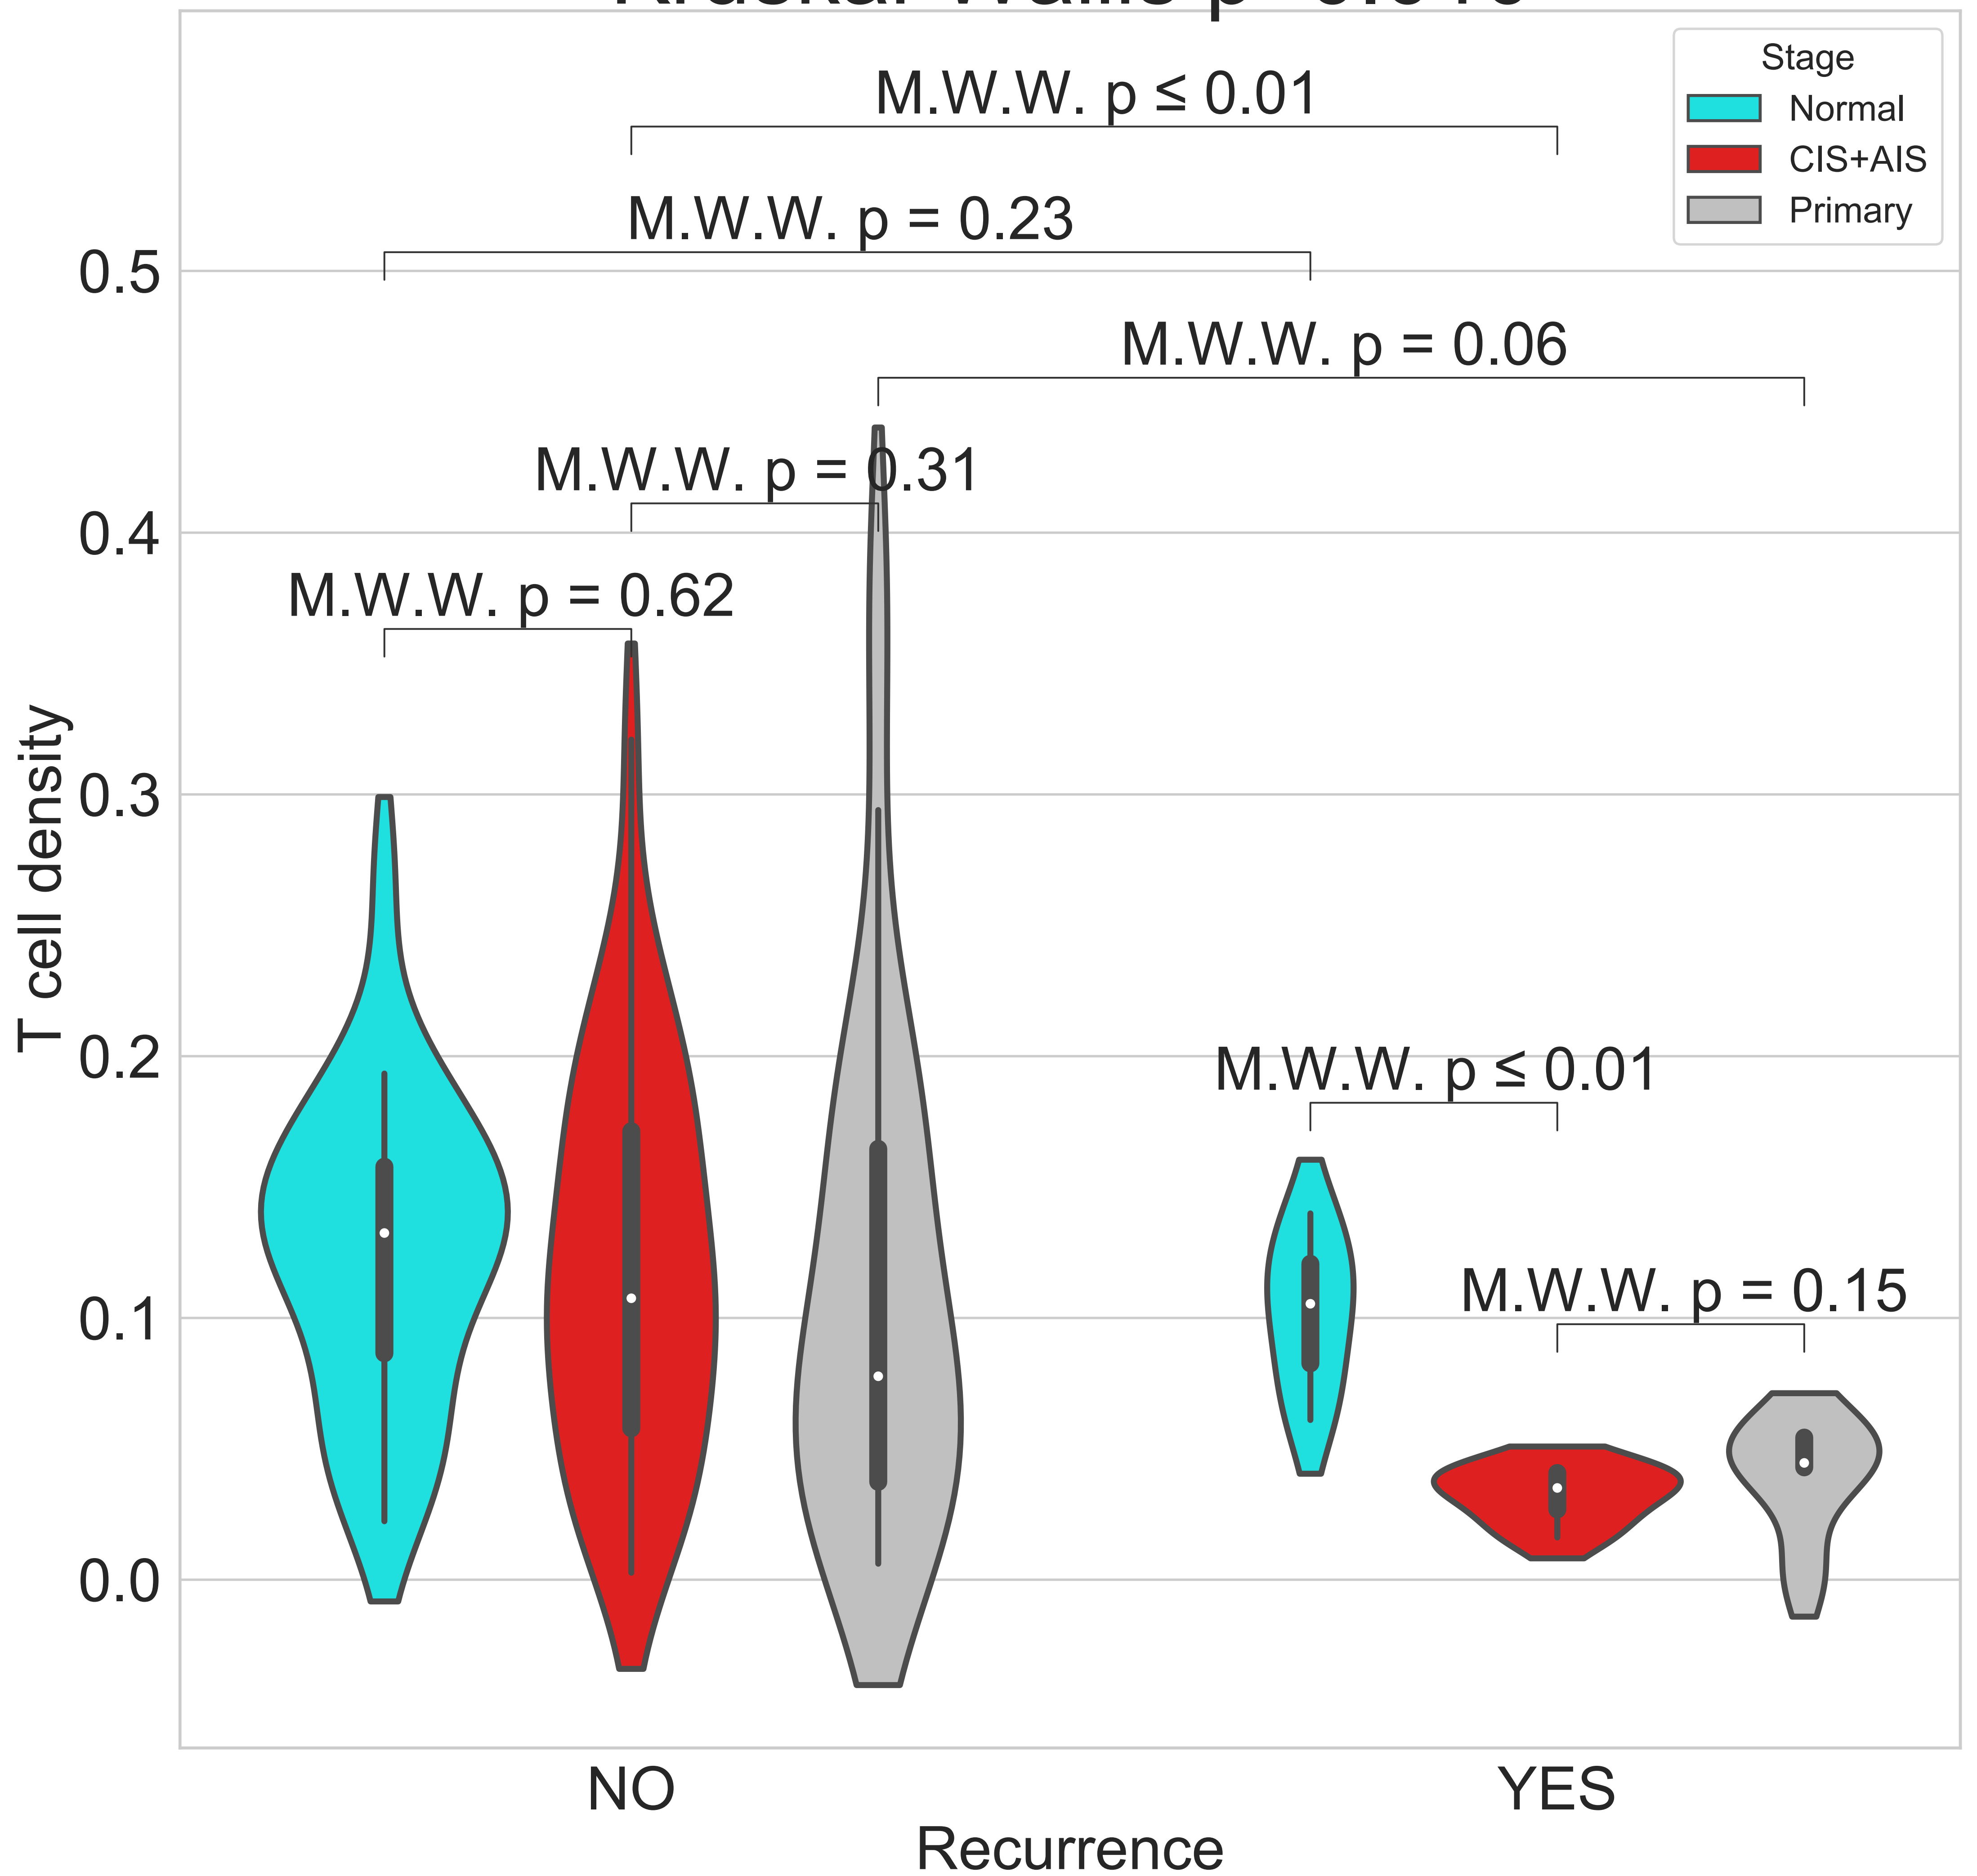 Stage
Normal
CIS+AIS
Primary
M.W.W. p ≤ 0.01
M.W.W. p = 0.23
M.W.W. p = 0.06
M.W.W. p = 0.31
M.W.W. p = 0.62
M.W.W. p ≤ 0.01
M.W.W. p = 0.15
T cell density
0.5
0.4
0.3
0.2
0.1
0.0
NO
YES
Recurrence